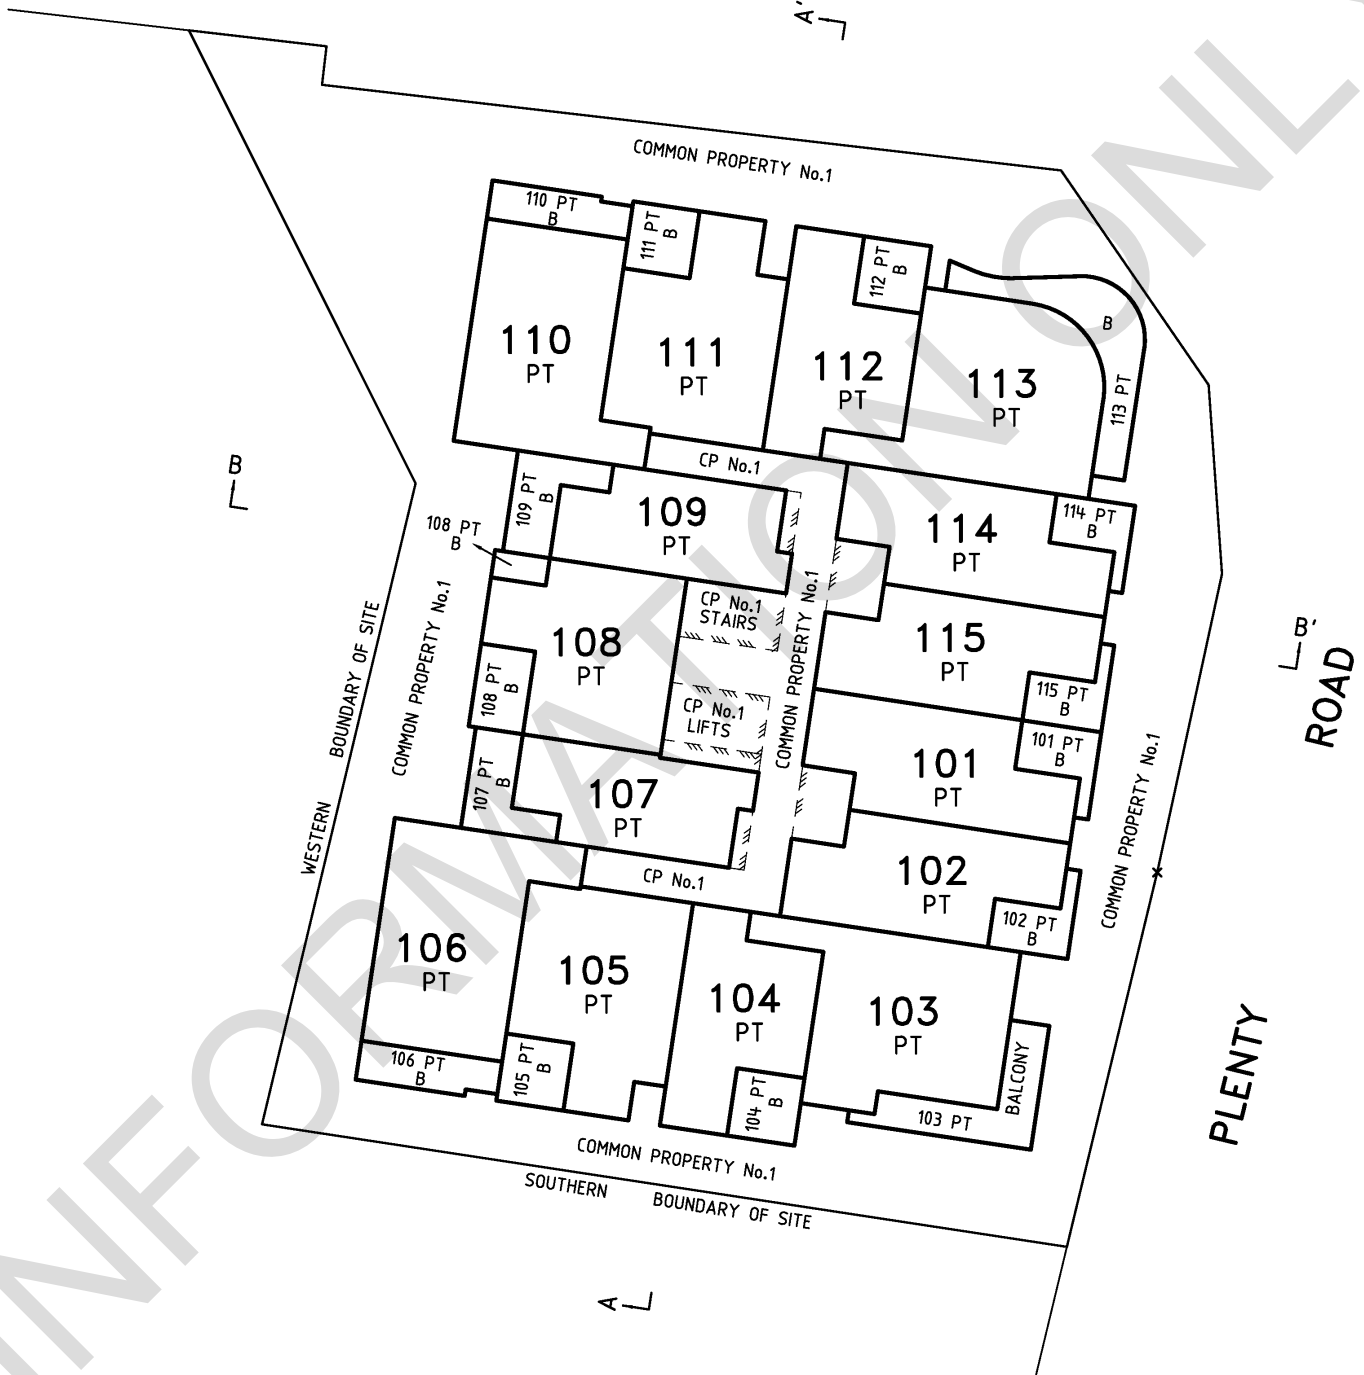 A'
COMMON PROPERTY No.1
110 PT
B
111 PT
B
112 PT
B
B
113 PT
110
PT
111
PT
112
PT
113
PT
CP No.1
B
109 PT
B
109
PT
114
PT
114 PT
B
108 PT
B
CP No.1
STAIRS
COMMON PROPERTY No.1
108
PT
115
PT
115 PT
B
B'
108 PT
B
CP No.1
LIFTS
COMMON PROPERTY No.1
WESTERN BOUNDARY OF SITE
101
PT
101 PT
B
107 PT
B
107
PT
CP No.1
102
PT
102 PT
B
COMMON PROPERTY No.1
PLENTY ROAD
106
PT
105
PT
104
PT
103
PT
106 PT
B
105 PT
B
104 PT
B
103 PT
BALCONY
COMMON PROPERTY No.1
SOUTHERN BOUNDARY OF SITE
A
INFORMATION ONL